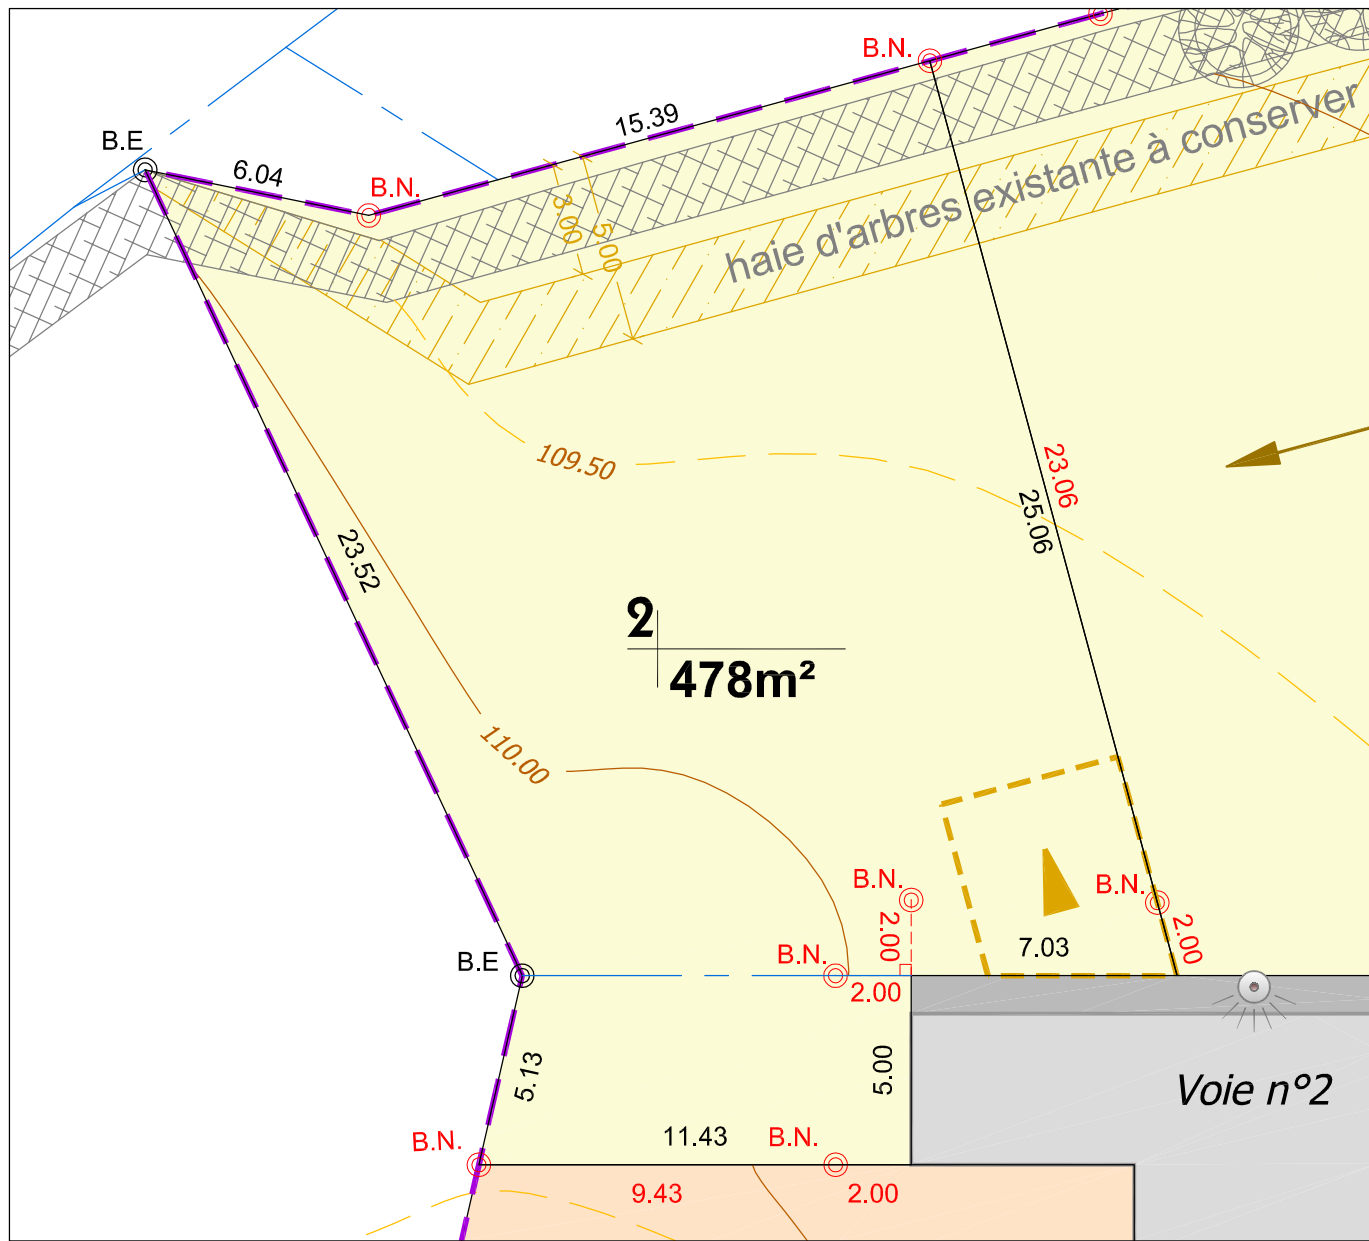 B.N.
15.39
B.E
6.04
B.N.
haie d'arbres existante à conserver
3.00
5.00
109.50
23.06
25.06
23.52
2
478m²
110.00
B.N.
B.N.
2.00
2.00
7.03
B.E
B.N.
2.00
5.13
5.00
Voie n°2
11.43
B.N.
B.N.
9.43
2.00